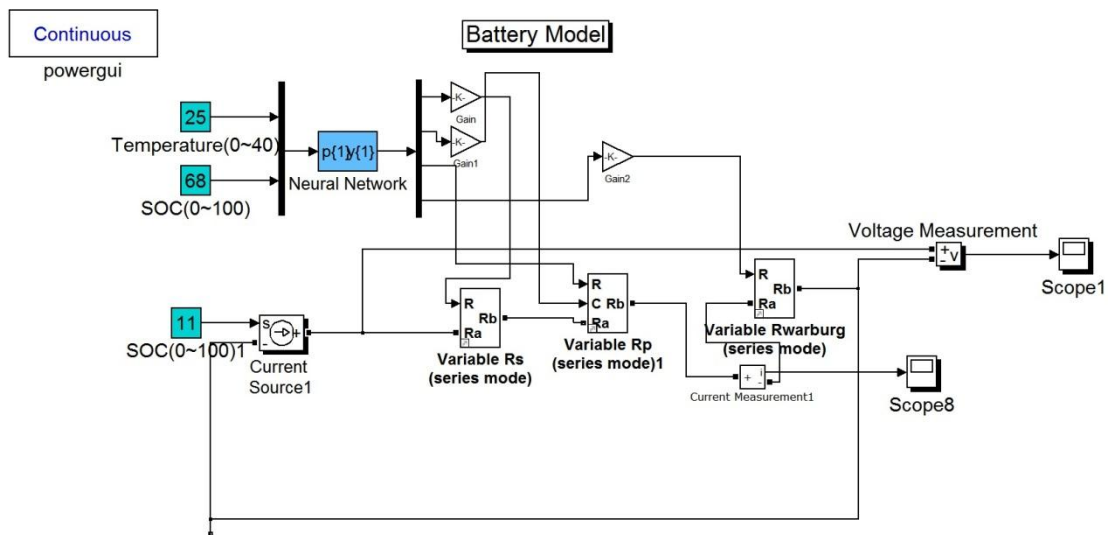 Continuous
powergui
Battery Model
25
Temperature(0~40)
68
SOC(0~100)
p{1}y{1}
Neural Network
-K-
Gain
-K-
Gain1
-K-
Gain2
Voltage Measurement
+
-
v
Scope1
11
SOC(0~100)1
S
+
-
Current
Source1
R
Rb
Ra
Variable Rs
(series mode)
R
C
Rb
Ra
Variable Rp
(series mode)1
R
Rb
Ra
Variable Rwarburg
(series mode)
+
i
-
Current Measurement1
Scope8